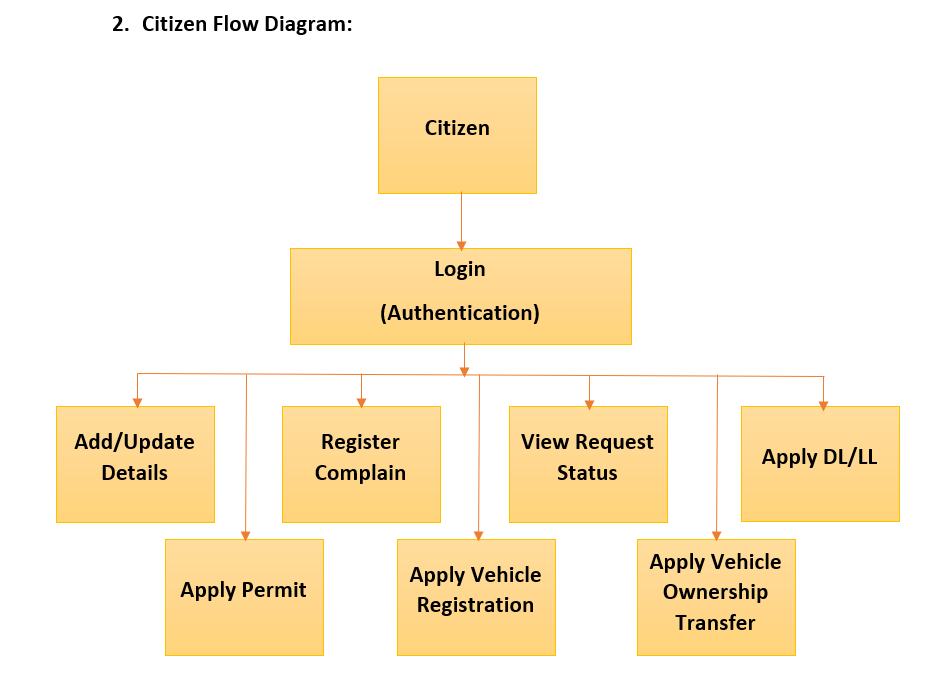 2. Citizen Flow Diagram:
Citizen
Login
(Authentication)
Add/Update
Details
Register
Complain
View Request
Status
Apply DL/LL
Apply Permit
Apply Vehicle
Registration
Apply Vehicle
Ownership
Transfer